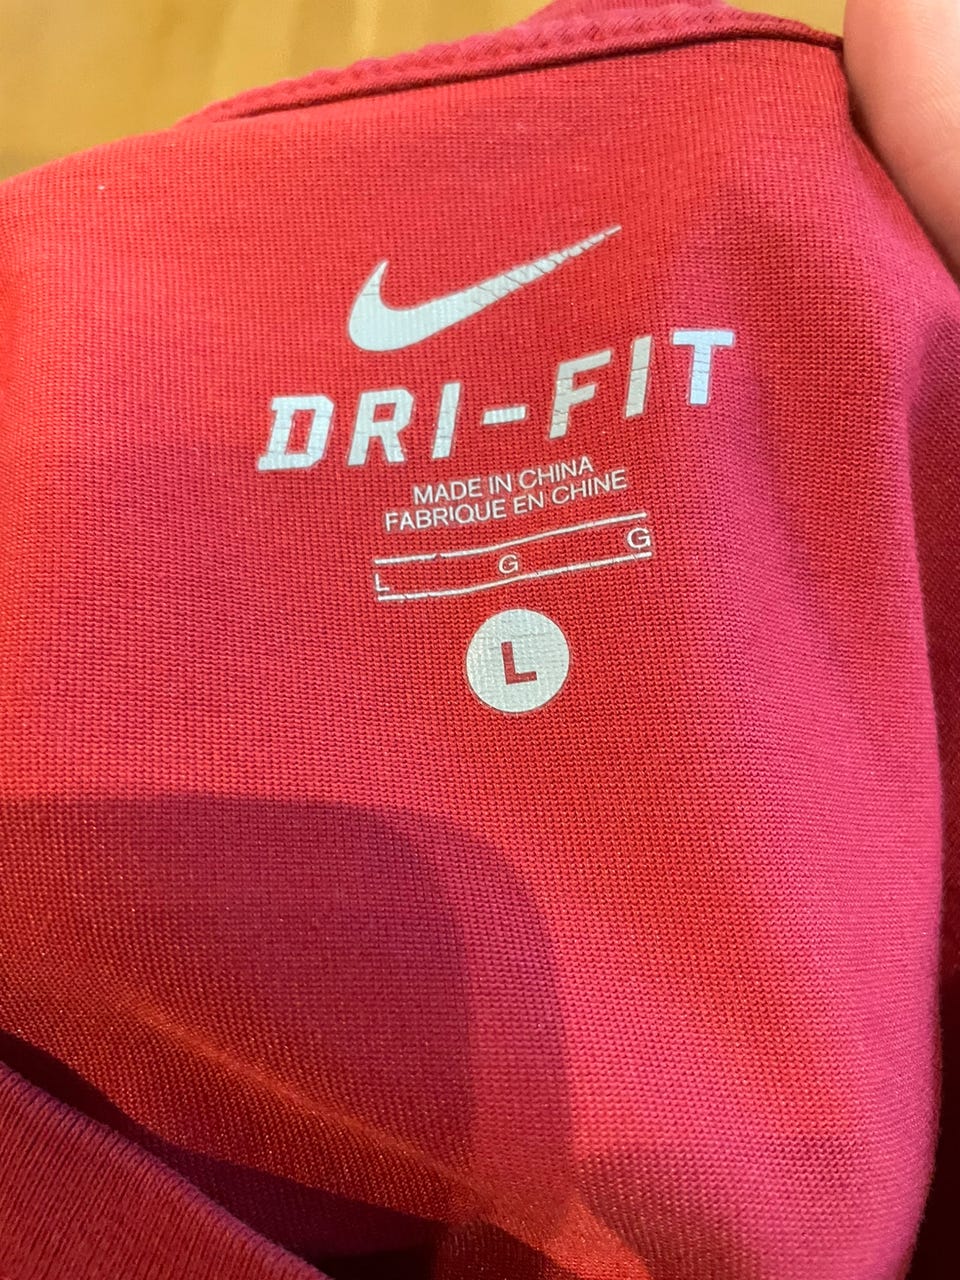 DRI-FIT
MADE IN CHINA
FABRIQUE EN CHINE
L G G
L